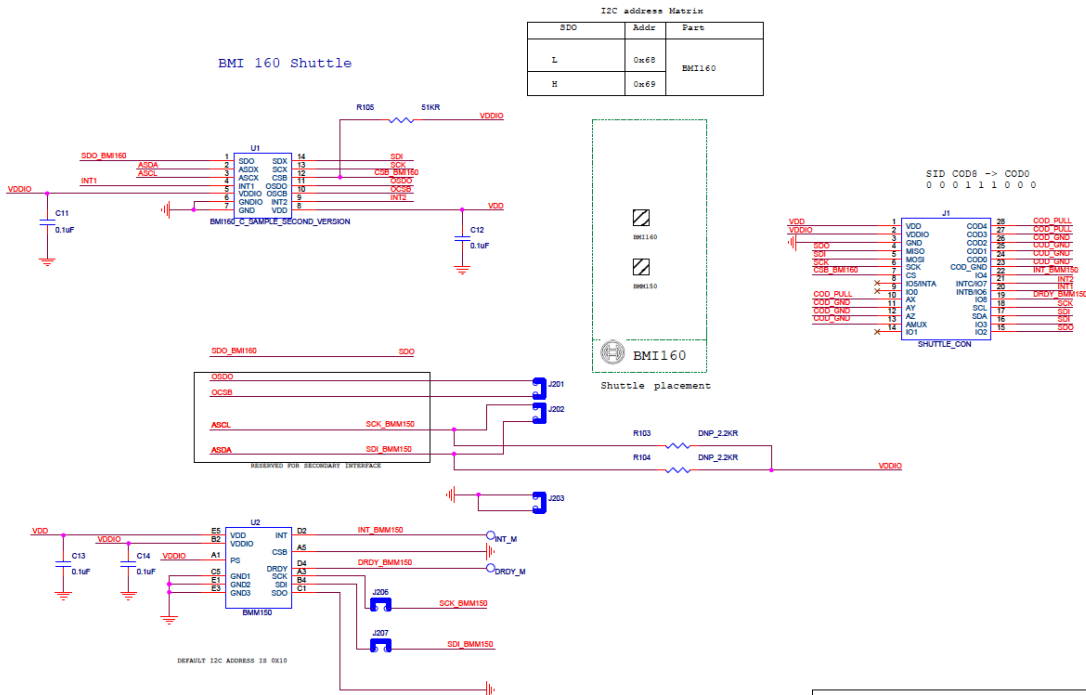 I2C address Matrix
SDO Addr Part
L 0x68 BMI160
H 0x69
BMI 160 Shuttle
R105 51KR
VDDIO
U1
SDO_BMI160 1 SDO SDX 14 SDI
ASDA 2 ASDX SCX 13 SCK
ASCL 3 ASCX CSB 12 CSB_BMI160
INT1 4 INT1 OSDO 11 OSDO
VDDIO 5 VDDIO OSCB 10 OCSB
6 GNDIO INT2 9 INT2
7 GND VDD 8 VDD
BMI160_C_SAMPLE_SECOND_VERSION
C11
0.1uF
C12
0.1uF
BMI160
BMM150
BMI160
Shuttle placement
SID COD8 -> COD0
0 0 0 1 1 1 0 0 0
J1
VDD 1 VDD COD4 28 COD_PULL
VDDIO 2 VDDIO COD3 27 COD_PULL
3 GND COD2 26 COD_GND
SDO 4 MISO COD1 25 COD_GND
SDI 5 MOSI COD0 24 COD_GND
SCK 6 SCK COD_GND 23 COD_GND
CSB_BMI160 7 CS IO4 22 INT_BMM150
8 IO5/INTA INTC/IO7 21 INT2
9 IO0 INTB/IO6 20 INT1
COD_PULL 10 AX IO8 19 DRDY_BMM150
COD_GND 11 AY SCL 18 SCK
COD_GND 12 AZ SDA 17 SDI
COD_GND 13 AMUX IO3 16 SDI
14 IO1 IO2 15 SDO
SHUTTLE_CON
SDO_BMI160 SDO
OSDO
J201
OCSB
J202
ASCL SCK_BMM150
ASDA SDI_BMM150
RESERVED FOR SECONDARY INTERFACE
R103 DNP_2.2KR
R104 DNP_2.2KR
VDDIO
J203
U2
VDD E5 VDD INT D2 INT_BMM150 INT_M
VDDIO B2 VDDIO CSB A5
VDDIO A1 PS DRDY D4 DRDY_BMM150 DRDY_M
C5 GND1 SCK A3
E1 GND2 SDI B4
E3 GND3 SDO C1
BMM150
C13
0.1uF
C14
0.1uF
J206
SCK_BMM150
J207
SDI_BMM150
DEFAULT I2C ADDRESS IS 0X10